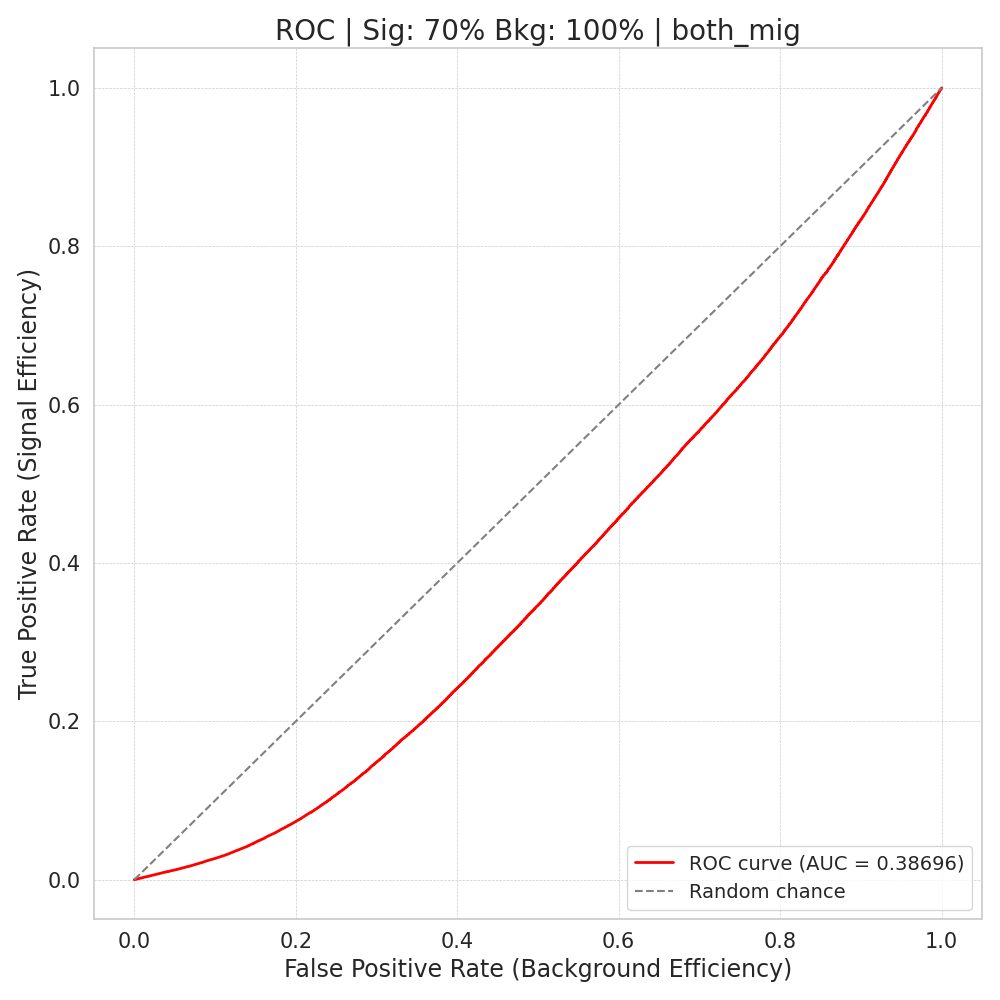 ROC | Sig: 70% Bkg: 100% | both_mig
True Positive Rate (Signal Efficiency)
1.0
0.8
0.6
0.4
0.2
0.0
ROC curve (AUC = 0.38696)
Random chance
0.0 0.2 0.4 0.6 0.8 1.0
False Positive Rate (Background Efficiency)